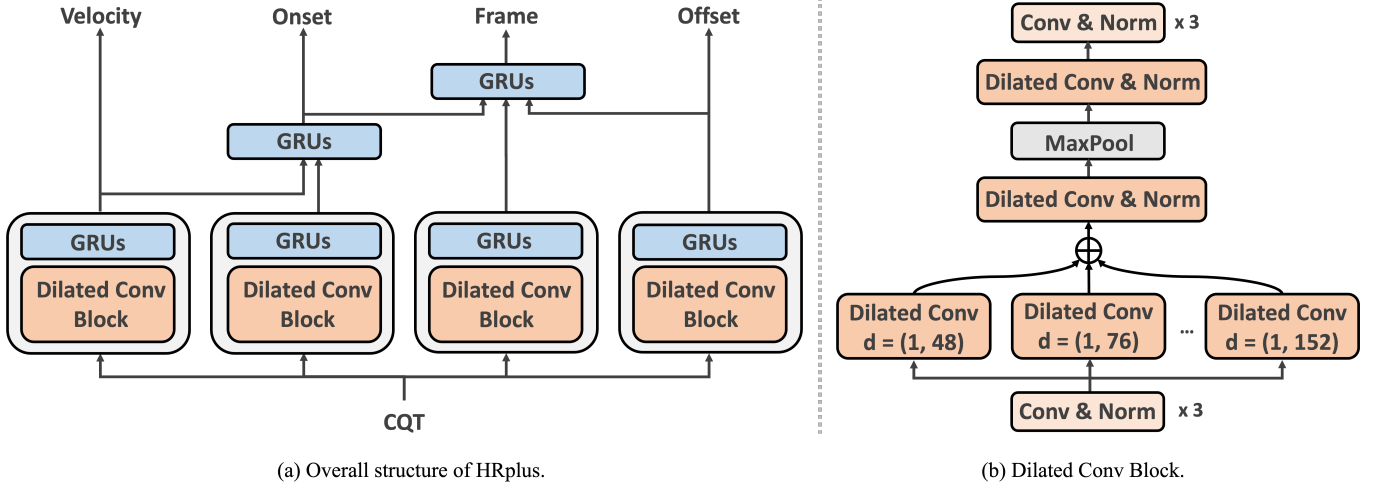 Velocity
Onset
Frame
Offset
GRUs
GRUs
GRUs
GRUs
GRUs
GRUs
Dilated Conv
Block
Dilated Conv
Block
Dilated Conv
Block
Dilated Conv
Block
CQT
(a) Overall structure of HRplus.
Conv & Norm x 3
Dilated Conv & Norm
MaxPool
Dilated Conv & Norm
Dilated Conv
d = (1, 48)
Dilated Conv
d = (1, 76)
...
Dilated Conv
d = (1, 152)
Conv & Norm x 3
(b) Dilated Conv Block.